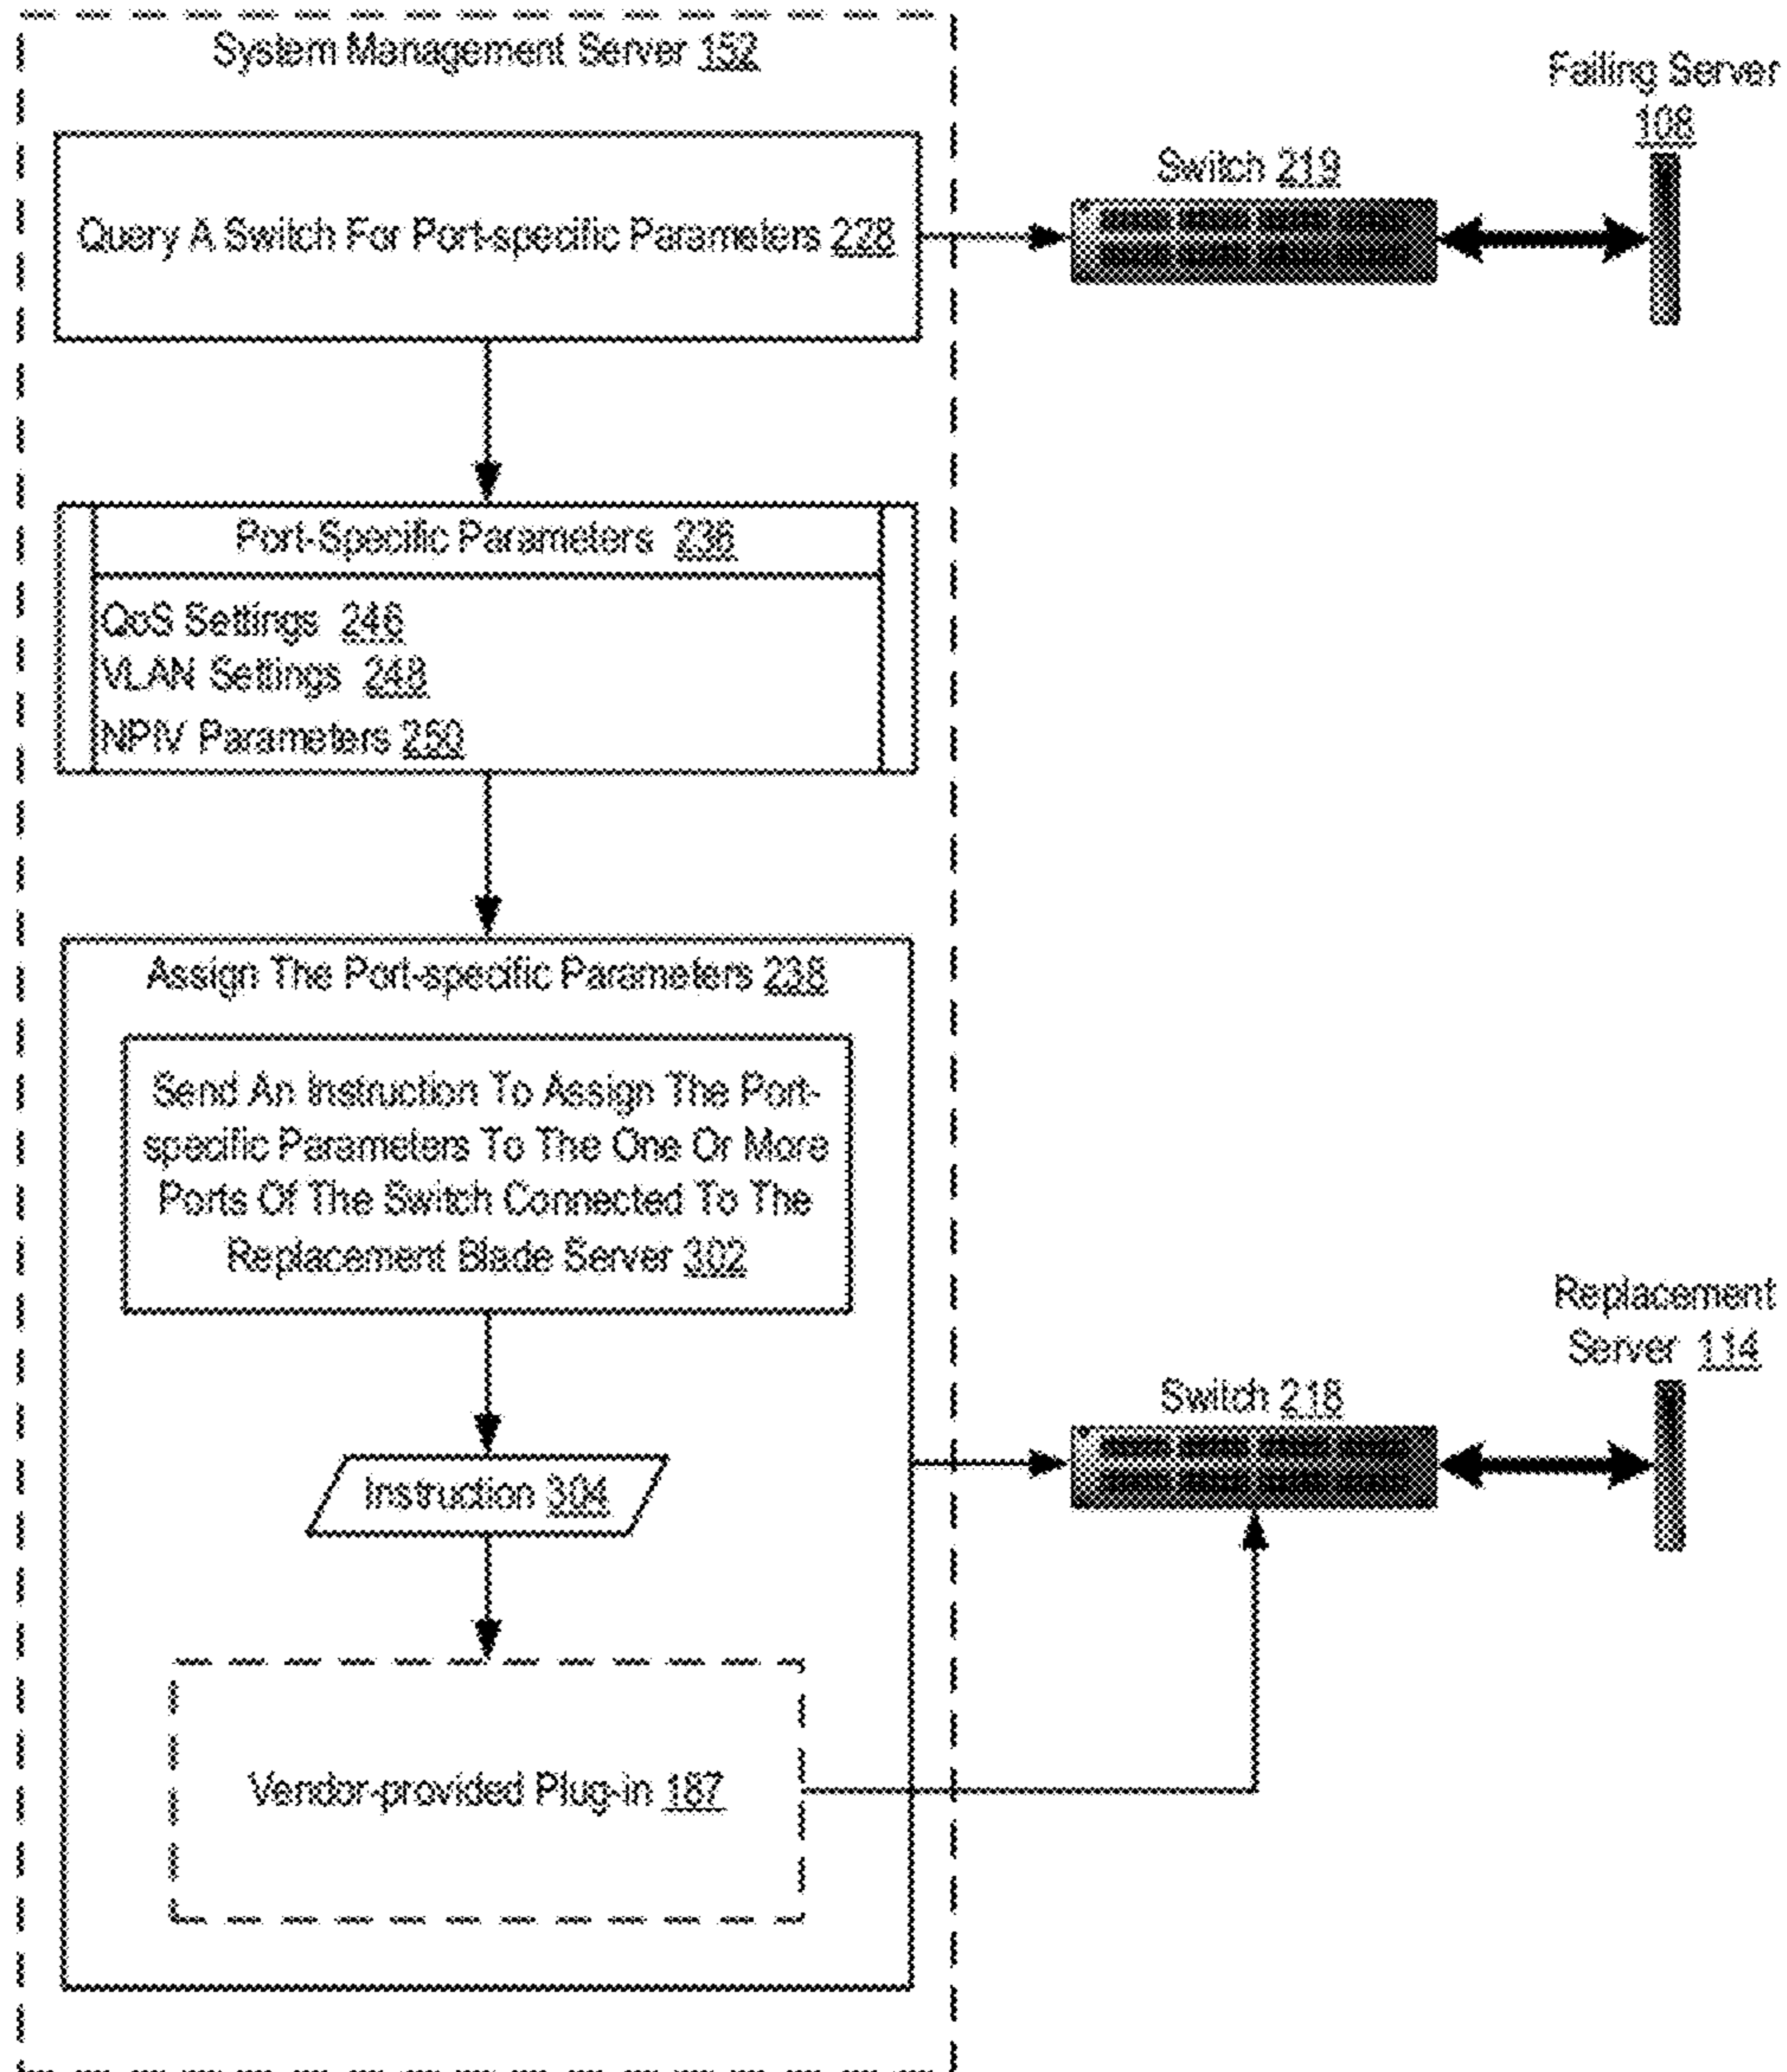 System Management Server 152
Failing Server
108
Switch 219
Query A Switch For Port-specific Parameters 228
Port-Specific Parameters 236
QoS Settings 246
VLAN Settings 248
NPIV Parameters 250
Assign The Port-specific Parameters 238
Send An Instruction To Assign The Port-
specific Parameters To The One Or More
Ports Of The Switch Connected To The
Replacement Blade Server 302
Replacement
Server 114
Switch 218
Instruction 304
Vendor-provided Plug-in 187